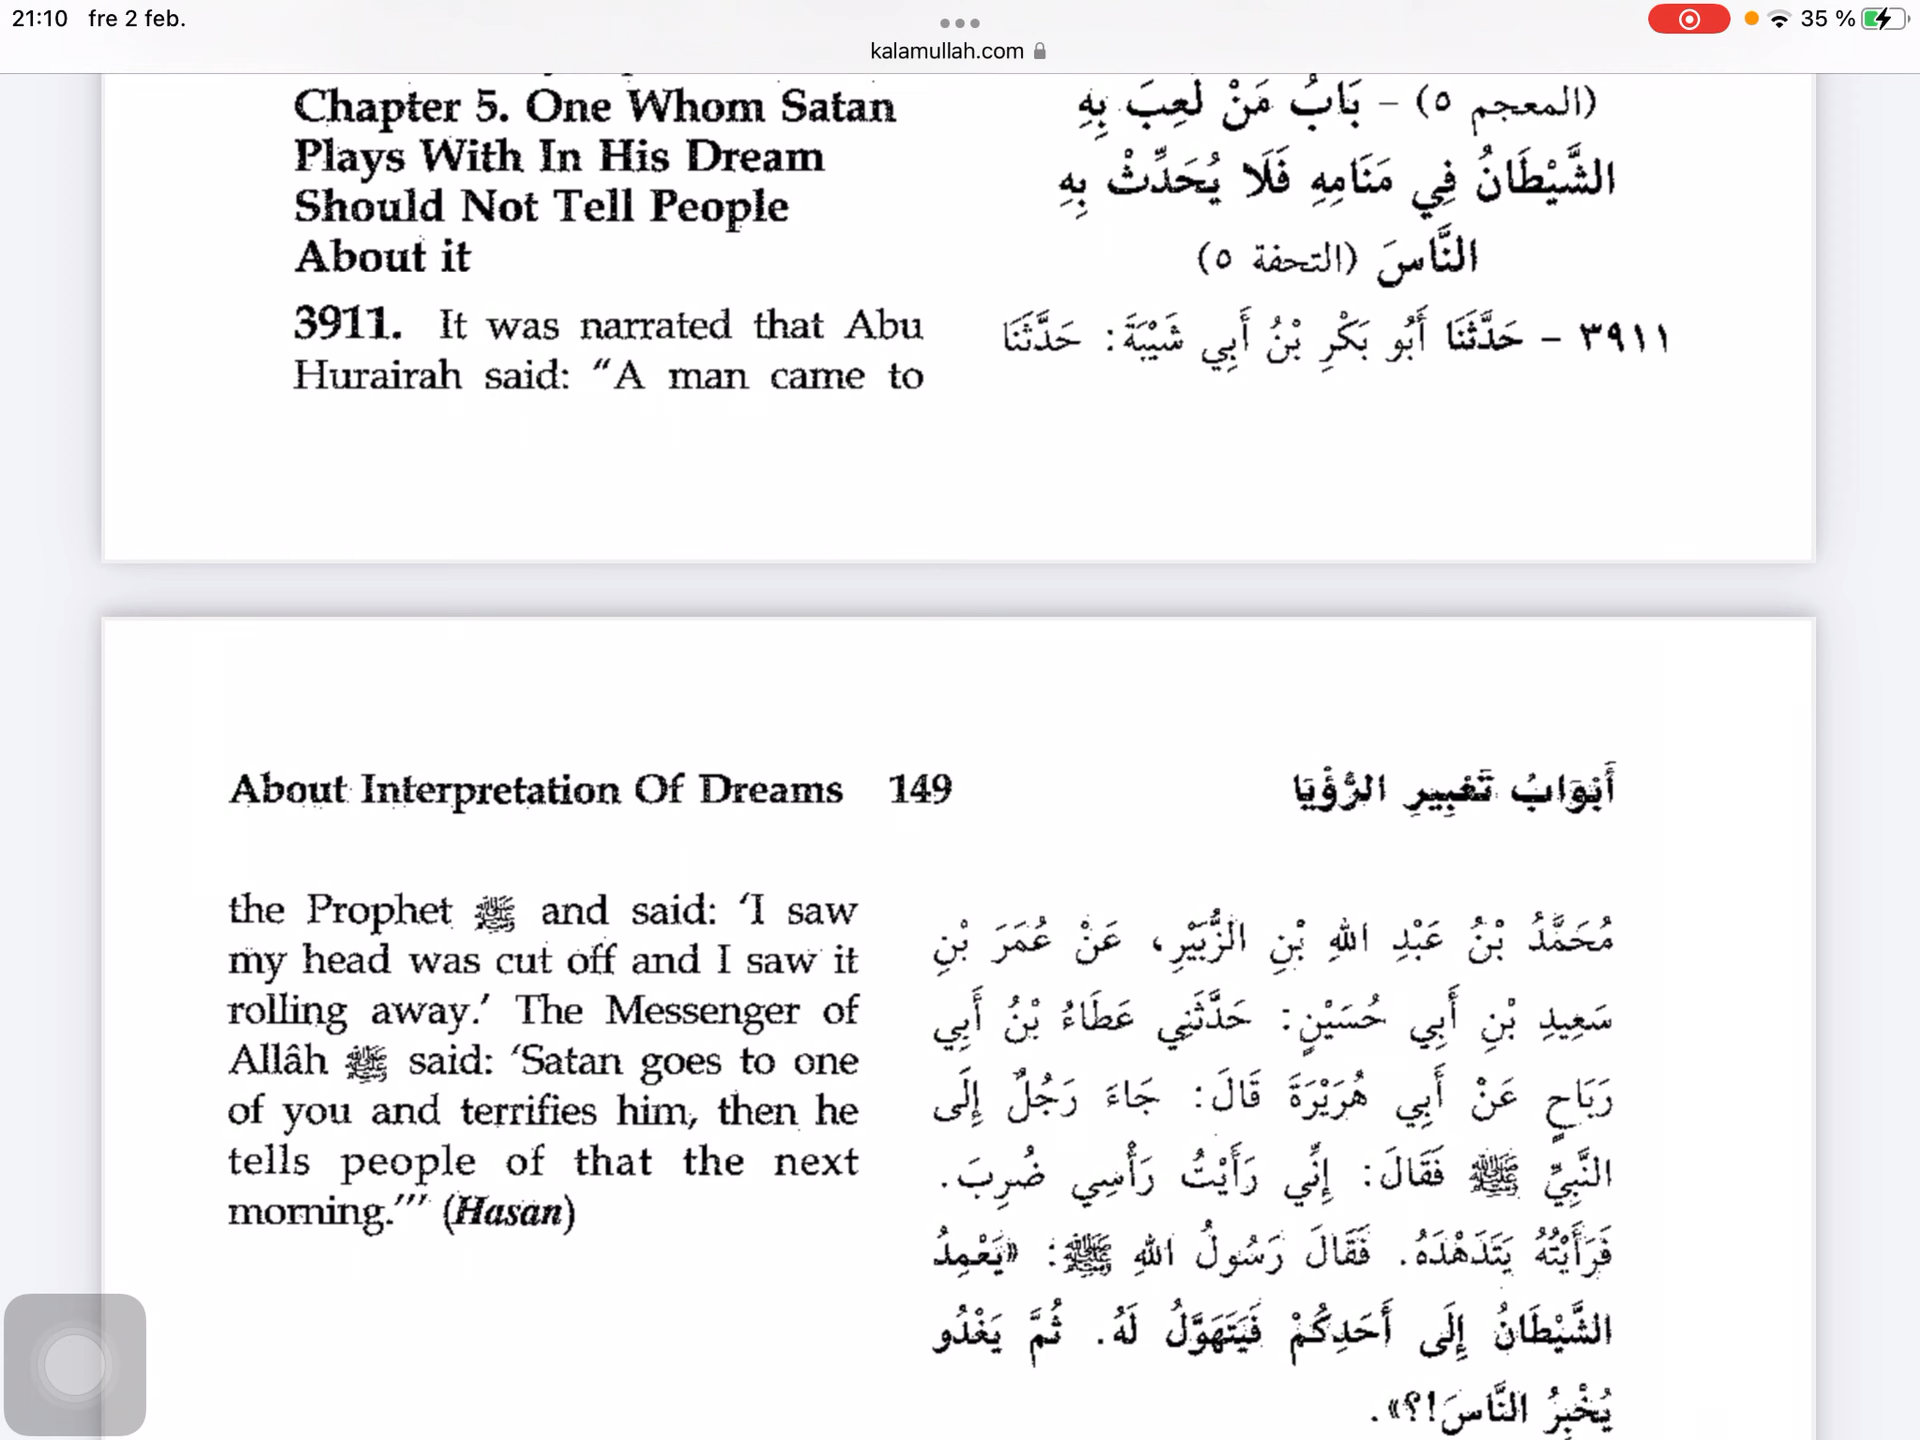 21:10 fre 2 feb.
35 %
kalamullah.com
Chapter 5. One Whom Satan
Plays With In His Dream
Should Not Tell People
About it
3911. It was narrated that Abu
Hurairah said: “A man came to
(المعجم ٥) – بَابُ مَنْ لَعِبَ بِهِ
الشَّيْطَانُ فِي مَنَامِهِ فَلَا يُحَدِّثْ بِهِ
النَّاسَ (التحفة ٥)
٣٩١١ – حَدَّثَنَا أَبُو بَكْرِ بْنُ أَبِي شَيْبَةَ: حَدَّثَنَا
About Interpretation Of Dreams 149
أَبْوَابُ تَعْبِيرِ الرُّؤْيَا
the Prophet ﷺ and said: ‘I saw
my head was cut off and I saw it
rolling away.’ The Messenger of
Allâh ﷺ said: ‘Satan goes to one
of you and terrifies him, then he
tells people of that the next
morning.’” (Hasan)
مُحَمَّدُ بْنُ عَبْدِ اللهِ بْنِ الزُّبَيْرِ، عَنْ عُمَرَ بْنِ
سَعِيدِ بْنِ أَبِي حُسَيْنٍ: حَدَّثَنِي عَطَاءُ بْنُ أَبِي
رَبَاحٍ عَنْ أَبِي هُرَيْرَةَ قَالَ: جَاءَ رَجُلٌ إِلَى
النَّبِيِّ ﷺ فَقَالَ: إِنِّي رَأَيْتُ رَأْسِي ضُرِبَ.
فَرَأَيْتُهُ يَتَدَهْدَهُ. فَقَالَ رَسُولُ اللهِ ﷺ: «يَعْمِدُ
الشَّيْطَانُ إِلَى أَحَدِكُمْ فَيَتَهَوَّلُ لَهُ. ثُمَّ يَغْدُو
يُخْبِرُ النَّاسَ!؟».